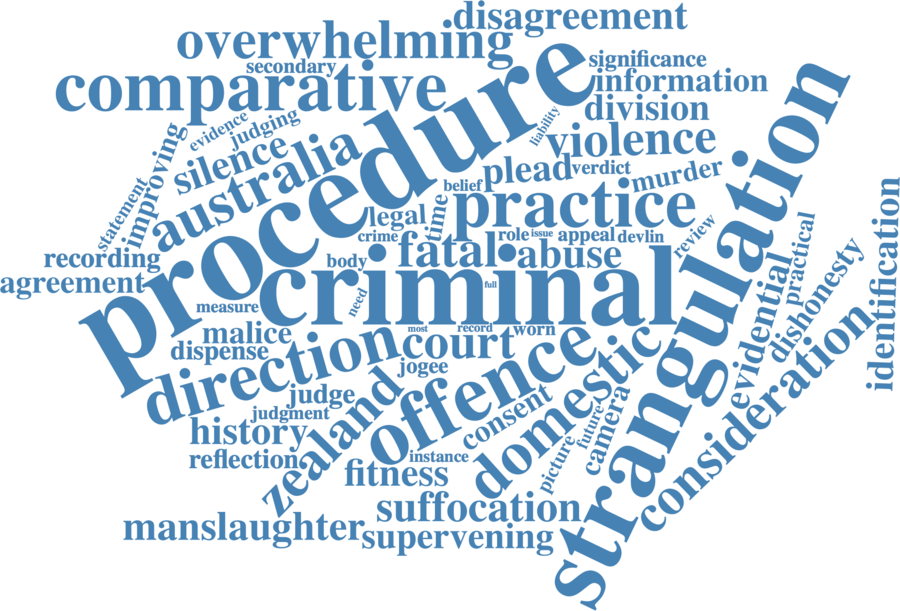 disagreement
overwhelming
secondary
significance
comparative
information
procedure
division
evidence
judging
liability
violence
silence
improving
australia
plead
verdict
murder
belief
statement
practice
legal
time
crime
role
issue
appeal
devlin
review
recording
fatal
abuse
body
agreement
criminal
full
need
measure
strangulation
practical
identification
evidential
dishonesty
malice
most
record
worn
dispense
direction
court
jogee
offence
domestic
consideration
judge
judgment
consent
history
zealand
future
camera
reflection
instance
picture
fitness
suffocation
manslaughter
supervening